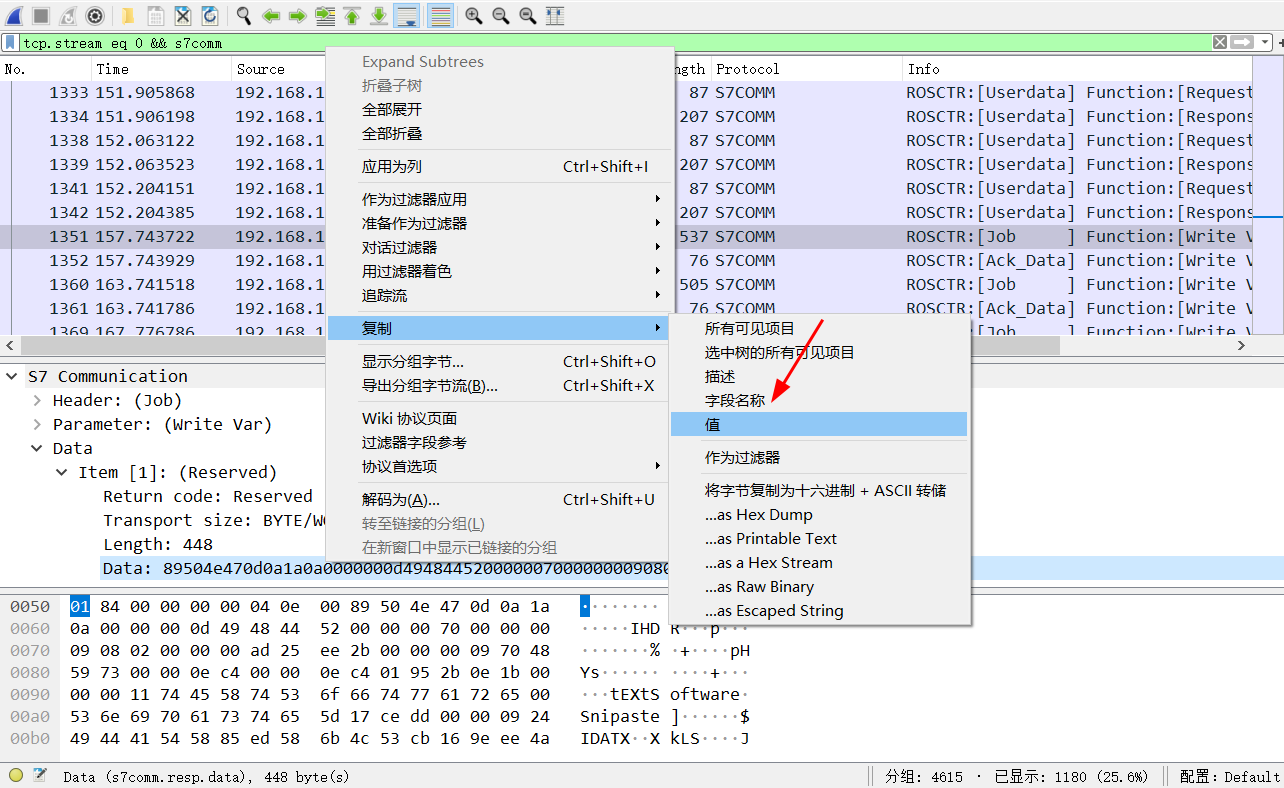 tcp.stream eq 0 && s7comm
No. Time Source ngth Protocol Info
1333 151.905868 192.168.1 87 S7COMM ROSCTR:[Userdata] Function:[Request
1334 151.906198 192.168.1 207 S7COMM ROSCTR:[Userdata] Function:[Respons
1338 152.063122 192.168.1 87 S7COMM ROSCTR:[Userdata] Function:[Request
1339 152.063523 192.168.1 207 S7COMM ROSCTR:[Userdata] Function:[Respons
1341 152.204151 192.168.1 87 S7COMM ROSCTR:[Userdata] Function:[Request
1342 152.204385 192.168.1 207 S7COMM ROSCTR:[Userdata] Function:[Respons
1351 157.743722 192.168.1 537 S7COMM ROSCTR:[Job ] Function:[Write V
1352 157.743929 192.168.1 76 S7COMM ROSCTR:[Ack_Data] Function:[Write V
1360 163.741518 192.168.1 505 S7COMM ROSCTR:[Job ] Function:[Write V
1361 163.741786 192.168.1 76 S7COMM ROSCTR:[Ack_Data] Function:[Write V
1369 167.776786 192.168.1 ROSCTR:[Job ] Function:[Write V
Expand Subtrees
折叠子树
全部展开
全部折叠
应用为列 Ctrl+Shift+I
作为过滤器应用
准备作为过滤器
对话过滤器
用过滤器着色
追踪流
复制
显示分组字节... Ctrl+Shift+O
导出分组字节流(B)... Ctrl+Shift+X
Wiki 协议页面
过滤器字段参考
协议首选项
解码为(A)... Ctrl+Shift+U
转至链接的分组(L)
在新窗口中显示已链接的分组
所有可见项目
选中树的所有可见项目
描述
字段名称
值
作为过滤器
将字节复制为十六进制 + ASCII 转储
...as Hex Dump
...as Printable Text
...as a Hex Stream
...as Raw Binary
...as Escaped String
S7 Communication
Header: (Job)
Parameter: (Write Var)
Data
Item [1]: (Reserved)
Return code: Reserved
Transport size: BYTE/WO
Length: 448
Data: 89504e470d0a1a0a0000000d494844520000007000000009080
0050 01 84 00 00 00 00 04 0e 00 89 50 4e 47 0d 0a 1a ········
0060 0a 00 00 00 0d 49 48 44 52 00 00 00 70 00 00 00 ·····IHD R···p···
0070 09 08 02 00 00 00 ad 25 ee 2b 00 00 00 09 70 48 ·······% ·+····pH
0080 59 73 00 00 0e c4 00 00 0e c4 01 95 2b 0e 1b 00 Ys······ ····+···
0090 00 00 11 74 45 58 74 53 6f 66 74 77 61 72 65 00 ···tEXtS oftware·
00a0 53 6e 69 70 61 73 74 65 5d 17 ce dd 00 00 09 24 Snipaste ]······$
00b0 49 44 41 54 58 85 ed 58 6b 4c 53 cb 16 9e ee 4a IDATX··X kLS····J
Data (s7comm.resp.data), 448 byte(s)
分组: 4615 · 已显示: 1180 (25.6%)
配置: Default